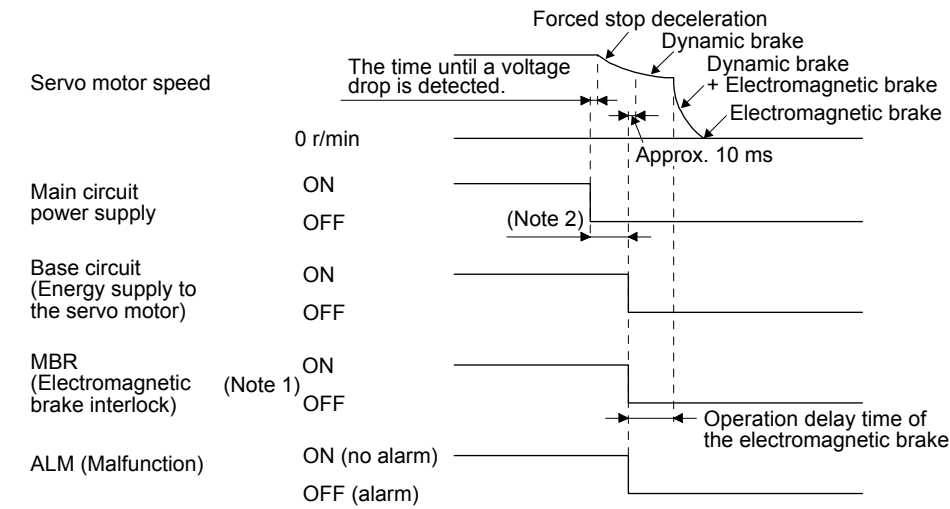 Forced stop deceleration
Dynamic brake
Dynamic brake
+ Electromagnetic brake
Electromagnetic brake
The time until a voltage
drop is detected.
Servo motor speed
0 r/min
Approx. 10 ms
Main circuit
power supply
ON
OFF
(Note 2)
Base circuit
(Energy supply to
the servo motor)
ON
OFF
MBR
(Electromagnetic
brake interlock)
(Note 1)
ON
OFF
Operation delay time of
the electromagnetic brake
ALM (Malfunction)
ON (no alarm)
OFF (alarm)